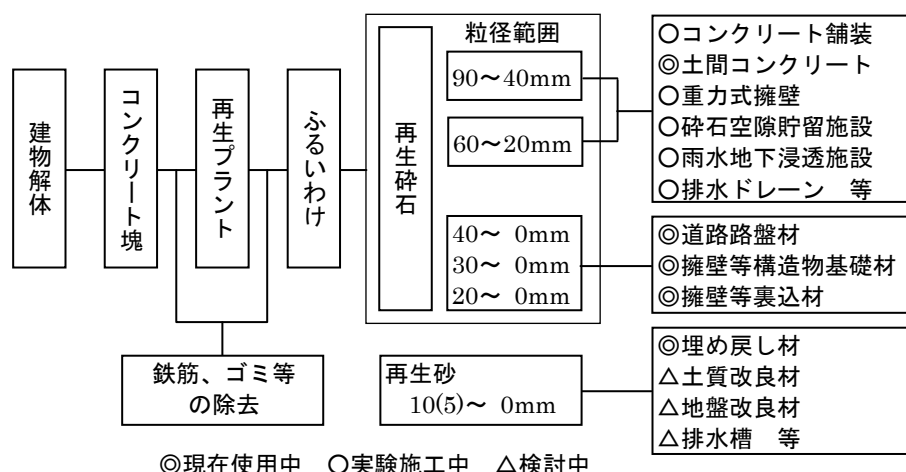 建物解体
コンクリート塊
再生プラント
ふるいわけ
鉄筋、ゴミ等
の除去
再生砕石
粒径範囲
90〜40mm
60〜20mm
40〜 0mm
30〜 0mm
20〜 0mm
〇コンクリート舗装
◎土間コンクリート
〇重力式擁壁
〇砕石空隙貯留施設
〇雨水地下浸透施設
〇排水ドレーン 等
◎道路路盤材
◎擁壁等構造物基礎材
◎擁壁等裏込材
再生砂
10(5)〜 0mm
◎埋め戻し材
△土質改良材
△地盤改良材
△排水槽 等
◎現在使用中 〇実験施工中 △検討中